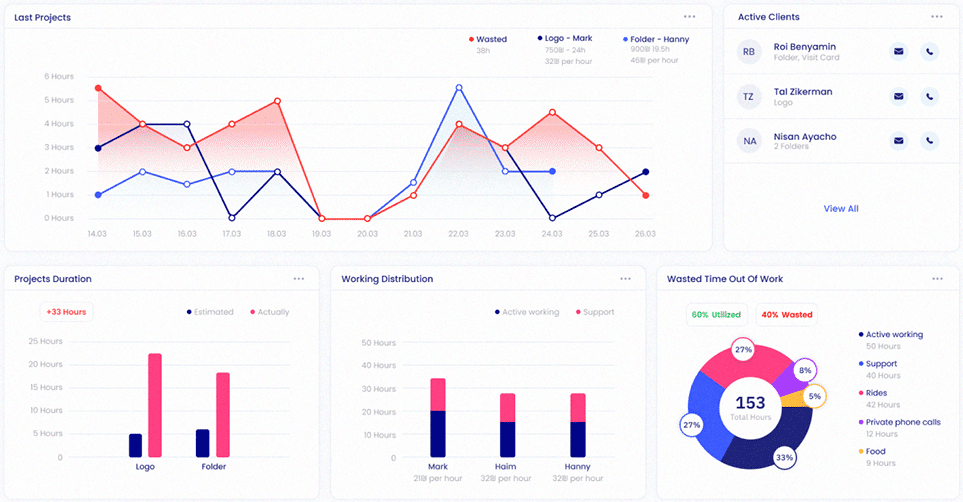 Last Projects
Wasted
38h
Logo - Mark
750₪ - 24h
32₪ per hour
Folder - Hanny
900₪ 19.5h
46₪ per hour
6 Hours
5 Hours
4 Hours
3 Hours
2 Hours
1 Hours
0 Hours
14.03 15.03 16.03 17.03 18.03 19.03 20.03 21.03 22.03 23.03 24.03 25.03 26.03
Active Clients
RB
Roi Benyamin
Folder, Visit Card
TZ
Tal Zikerman
Logo
NA
Nisan Ayacho
2 Folders
View All
Projects Duration
+33 Hours
Estimated
Actually
25 Hours
20 Hours
15 Hours
10 Hours
5 Hours
0
Logo Folder
Working Distribution
Active working
Support
50 Hours
40 Hours
30 Hours
20 Hours
10 Hours
0
Mark Haim Hanny
21₪ per hour 32₪ per hour 32₪ per hour
Wasted Time Out Of Work
60% Utilized
40% Wasted
27%
8%
5%
33%
27%
153
Total Hours
Active working
50 Hours
Support
40 Hours
Rides
42 Hours
Private phone calls
12 Hours
Food
9 Hours